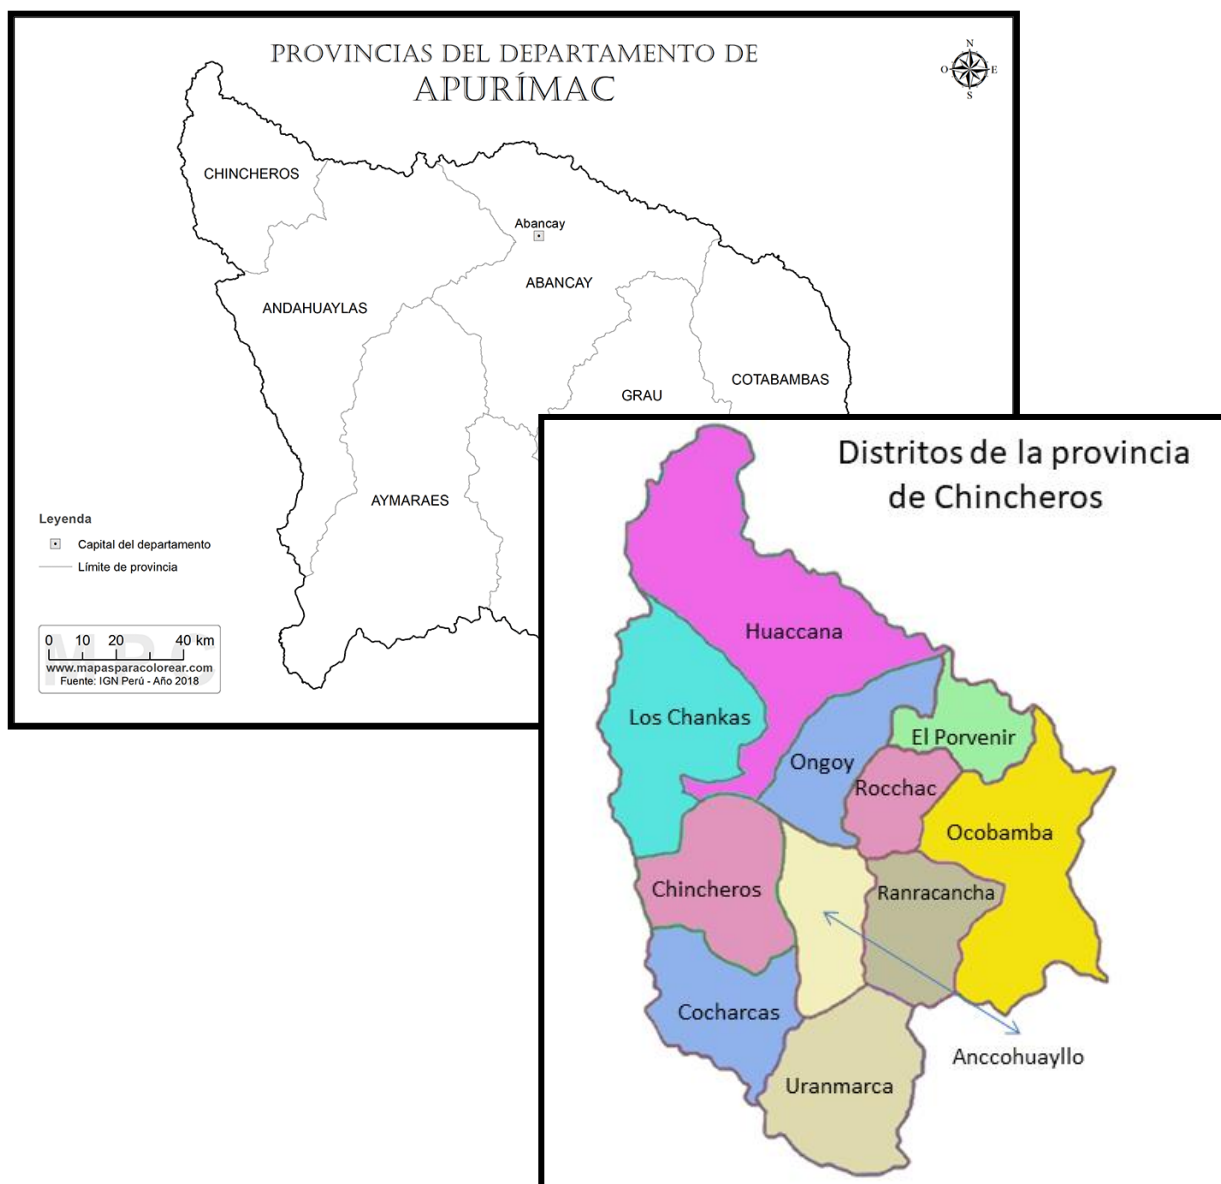 PROVINCIAS DEL DEPARTAMENTO DE
APURÍMAC
N
O
E
S
CHINCHEROS
Abancay
ABANCAY
ANDAHUAYLAS
COTABAMBAS
GRAU
AYMARAES
Leyenda
Capital del departamento
Límite de provincia
0 10 20 40 km
MPC
www.mapasparacolorear.com
Fuente: IGN Perú - Año 2018
Distritos de la provincia
de Chincheros
Huaccana
Los Chankas
El Porvenir
Ongoy
Rocchac
Ocobamba
Chincheros
Ranracancha
Cocharcas
Anccohuayllo
Uranmarca